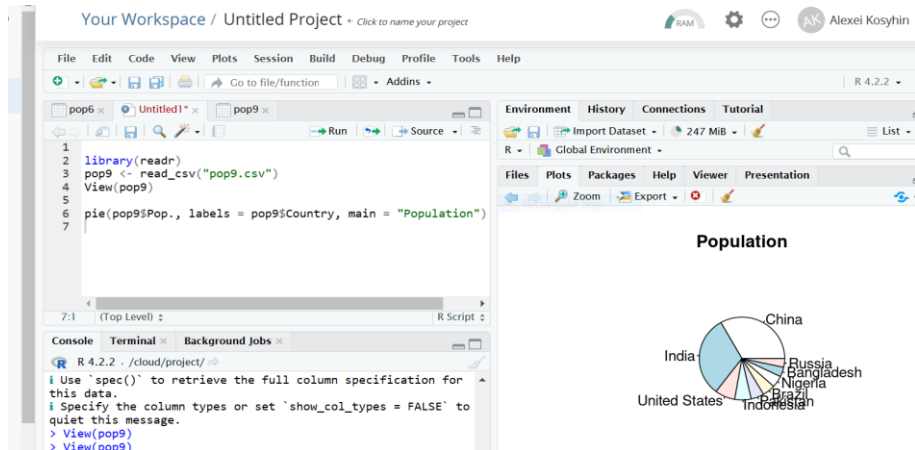 Your Workspace / Untitled Project Click to name your project
RAM
AK Alexei Kosyhin
File Edit Code View Plots Session Build Debug Profile Tools Help
Go to file/function Addins
R 4.2.2
pop6 Untitled1* pop9
Run Source
1
2 library(readr)
3 pop9 <- read_csv("pop9.csv")
4 View(pop9)
5
6 pie(pop9$Pop., labels = pop9$Country, main = "Population")
7
7:1 (Top Level) R Script
Console Terminal Background Jobs
R 4.2.2 · /cloud/project/
i Use `spec()` to retrieve the full column specification for
this data.
i Specify the column types or set `show_col_types = FALSE` to
quiet this message.
> View(pop9)
> View(pop9)
Environment History Connections Tutorial
Import Dataset 247 MiB List
R Global Environment
Files Plots Packages Help Viewer Presentation
Zoom Export
Population
China
India
Russia
Bangladesh
Nigeria
Brazil
Pakistan
Indonesia
United States